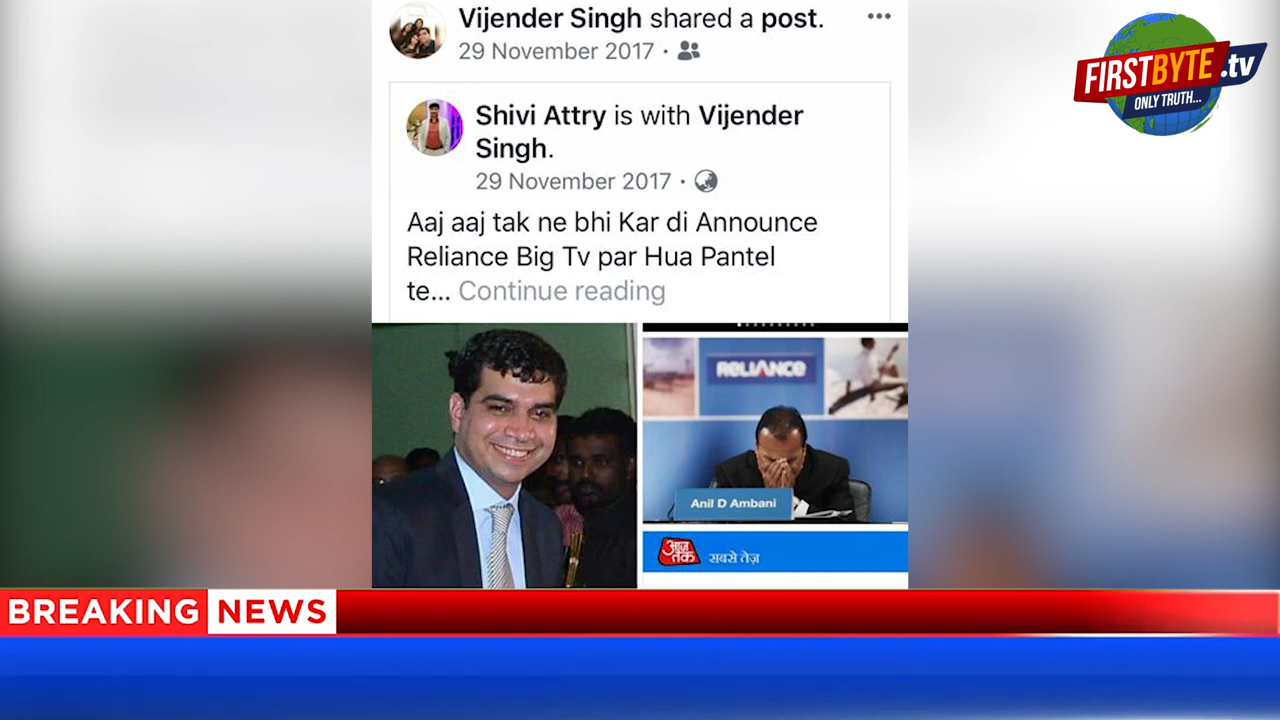 Vijender Singh shared a post.
29 November 2017 ·
FIRSTBYTE.tv
ONLY TRUTH...
Shivi Attry is with Vijender
Singh.
29 November 2017 ·
Aaj aaj tak ne bhi Kar di Announce
Reliance Big Tv par Hua Pantel
te... Continue reading
RELIANCE
Anil D Ambani
आज तक
सबसे तेज़
BREAKING NEWS